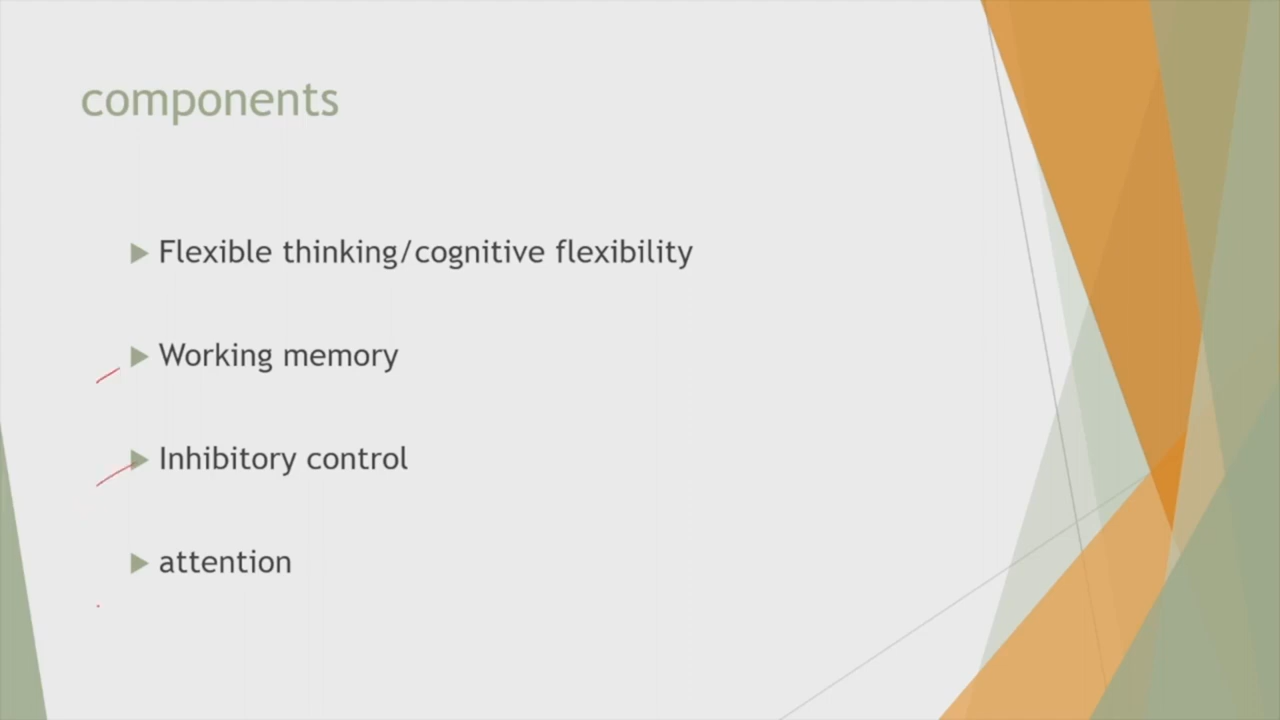 components
Flexible thinking/cognitive flexibility
Working memory
Inhibitory control
attention